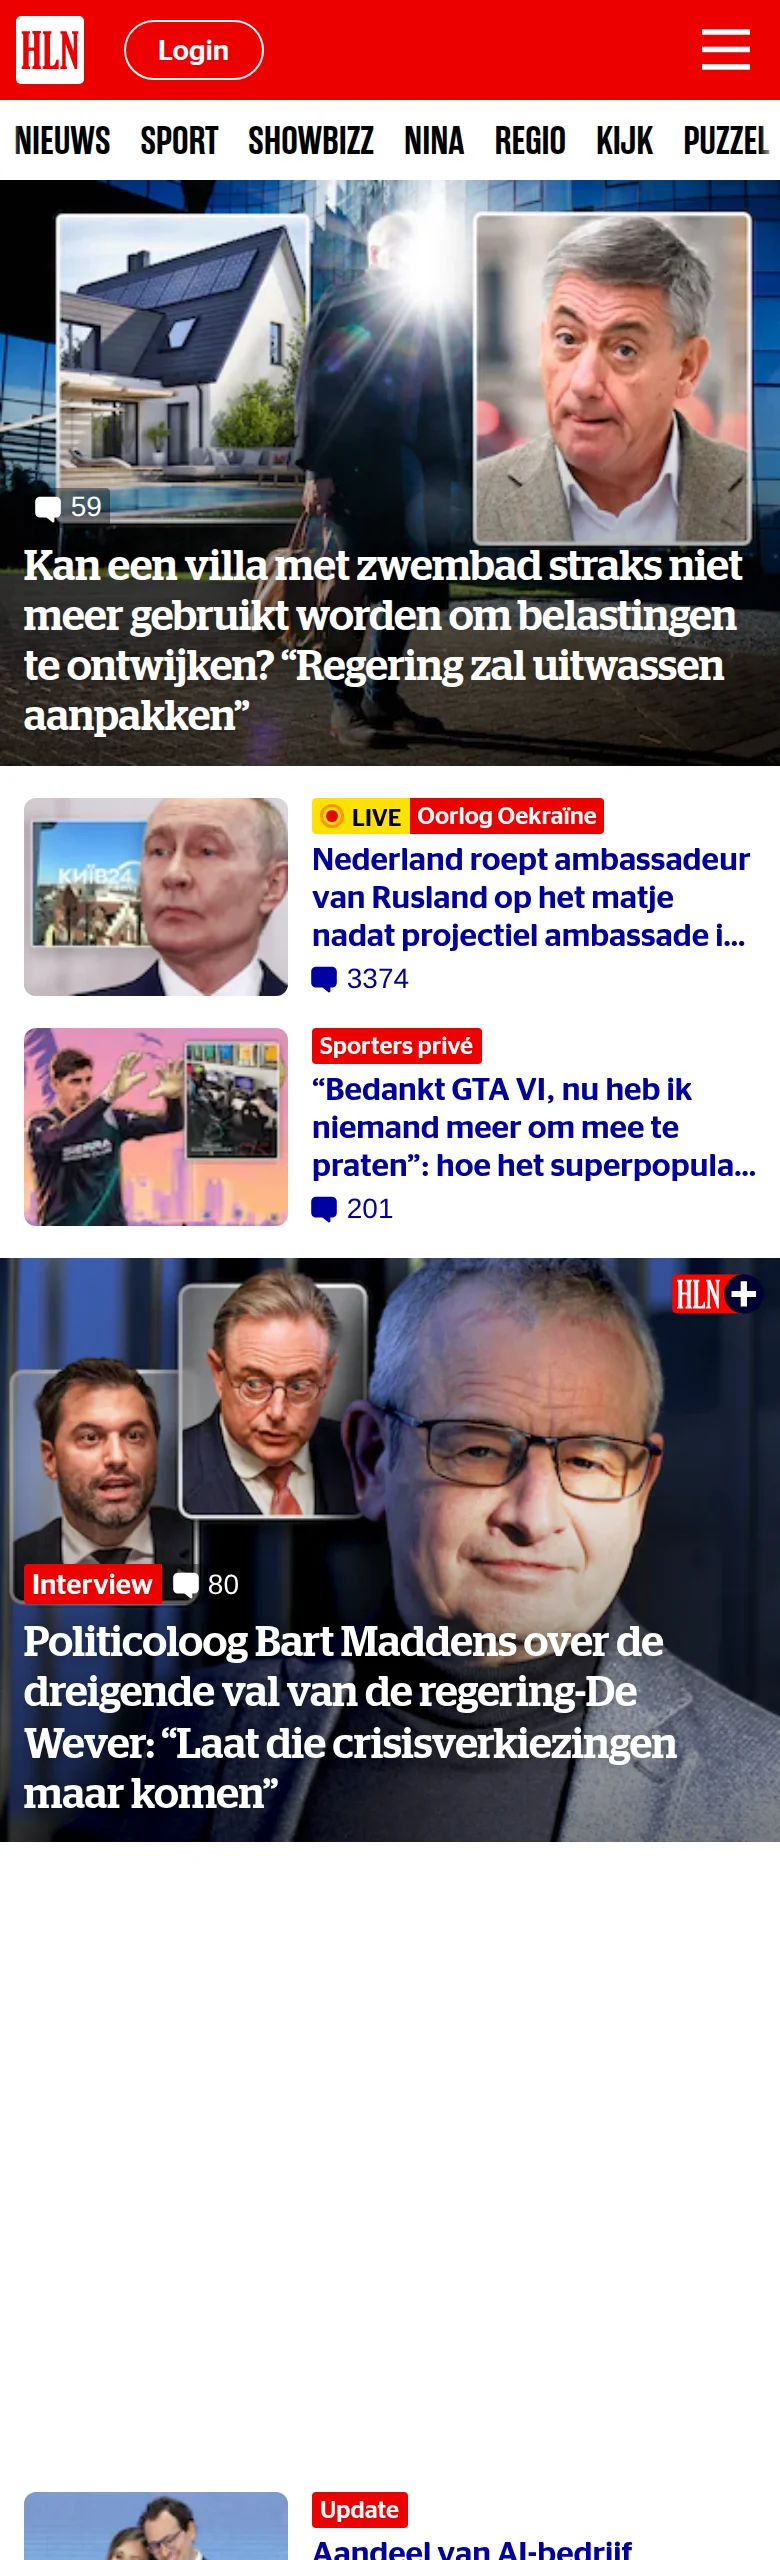 HLN
Login
NIEUWS SPORT SHOWBIZZ NINA REGIO KIJK PUZZEL
59
Kan een villa met zwembad straks niet
meer gebruikt worden om belastingen
te ontwijken? “Regering zal uitwassen
aanpakken”
КИЇВ24
LIVE Oorlog Oekraïne
Nederland roept ambassadeur
van Rusland op het matje
nadat projectiel ambassade i...
3374
Sporters privé
“Bedankt GTA VI, nu heb ik
niemand meer om mee te
praten”: hoe het superpopula...
201
HLN+
Interview 80
Politicoloog Bart Maddens over de
dreigende val van de regering-De
Wever: “Laat die crisisverkiezingen
maar komen”
Update
Aandeel van AI-bedrijf